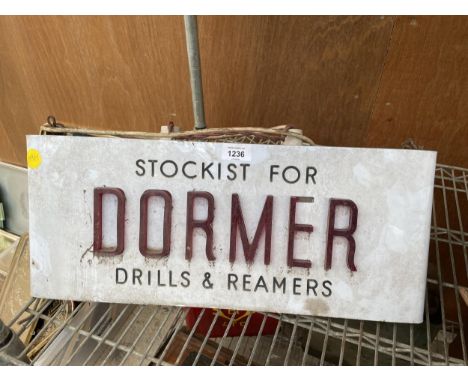 1236
STOCKIST FOR
DORMER
DRILLS & REAMERS